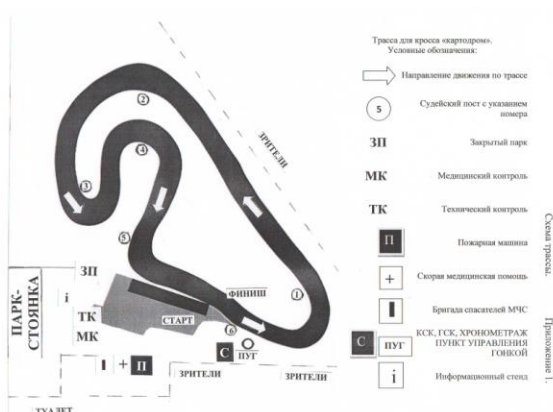 Трасса для кросса «картодром».
Условные обозначения:
Направление движения по трассе
5
Судейский пост с указанием
номера
ЗП
Закрытый парк
МК
Медицинский контроль
ТК
Технический контроль
П
Пожарная машина
+
Скорая медицинская помощь
Бригада спасателей МЧС
С
ПУГ
КСК, ГСК, ХРОНОМЕТРАЖ
ПУНКТ УПРАВЛЕНИЯ
ГОНКОЙ
i
Информационный стенд
Схема трассы.
Приложение 1.
2
ЗРИТЕЛИ
4
3
5
1
ЗП
i
ФИНИШ
ПАРК-
СТОЯНКА
ТК
СТАРТ
6
МК
С
ПУГ
+
П
ЗРИТЕЛИ
ЗРИТЕЛИ
ТУАЛЕТ